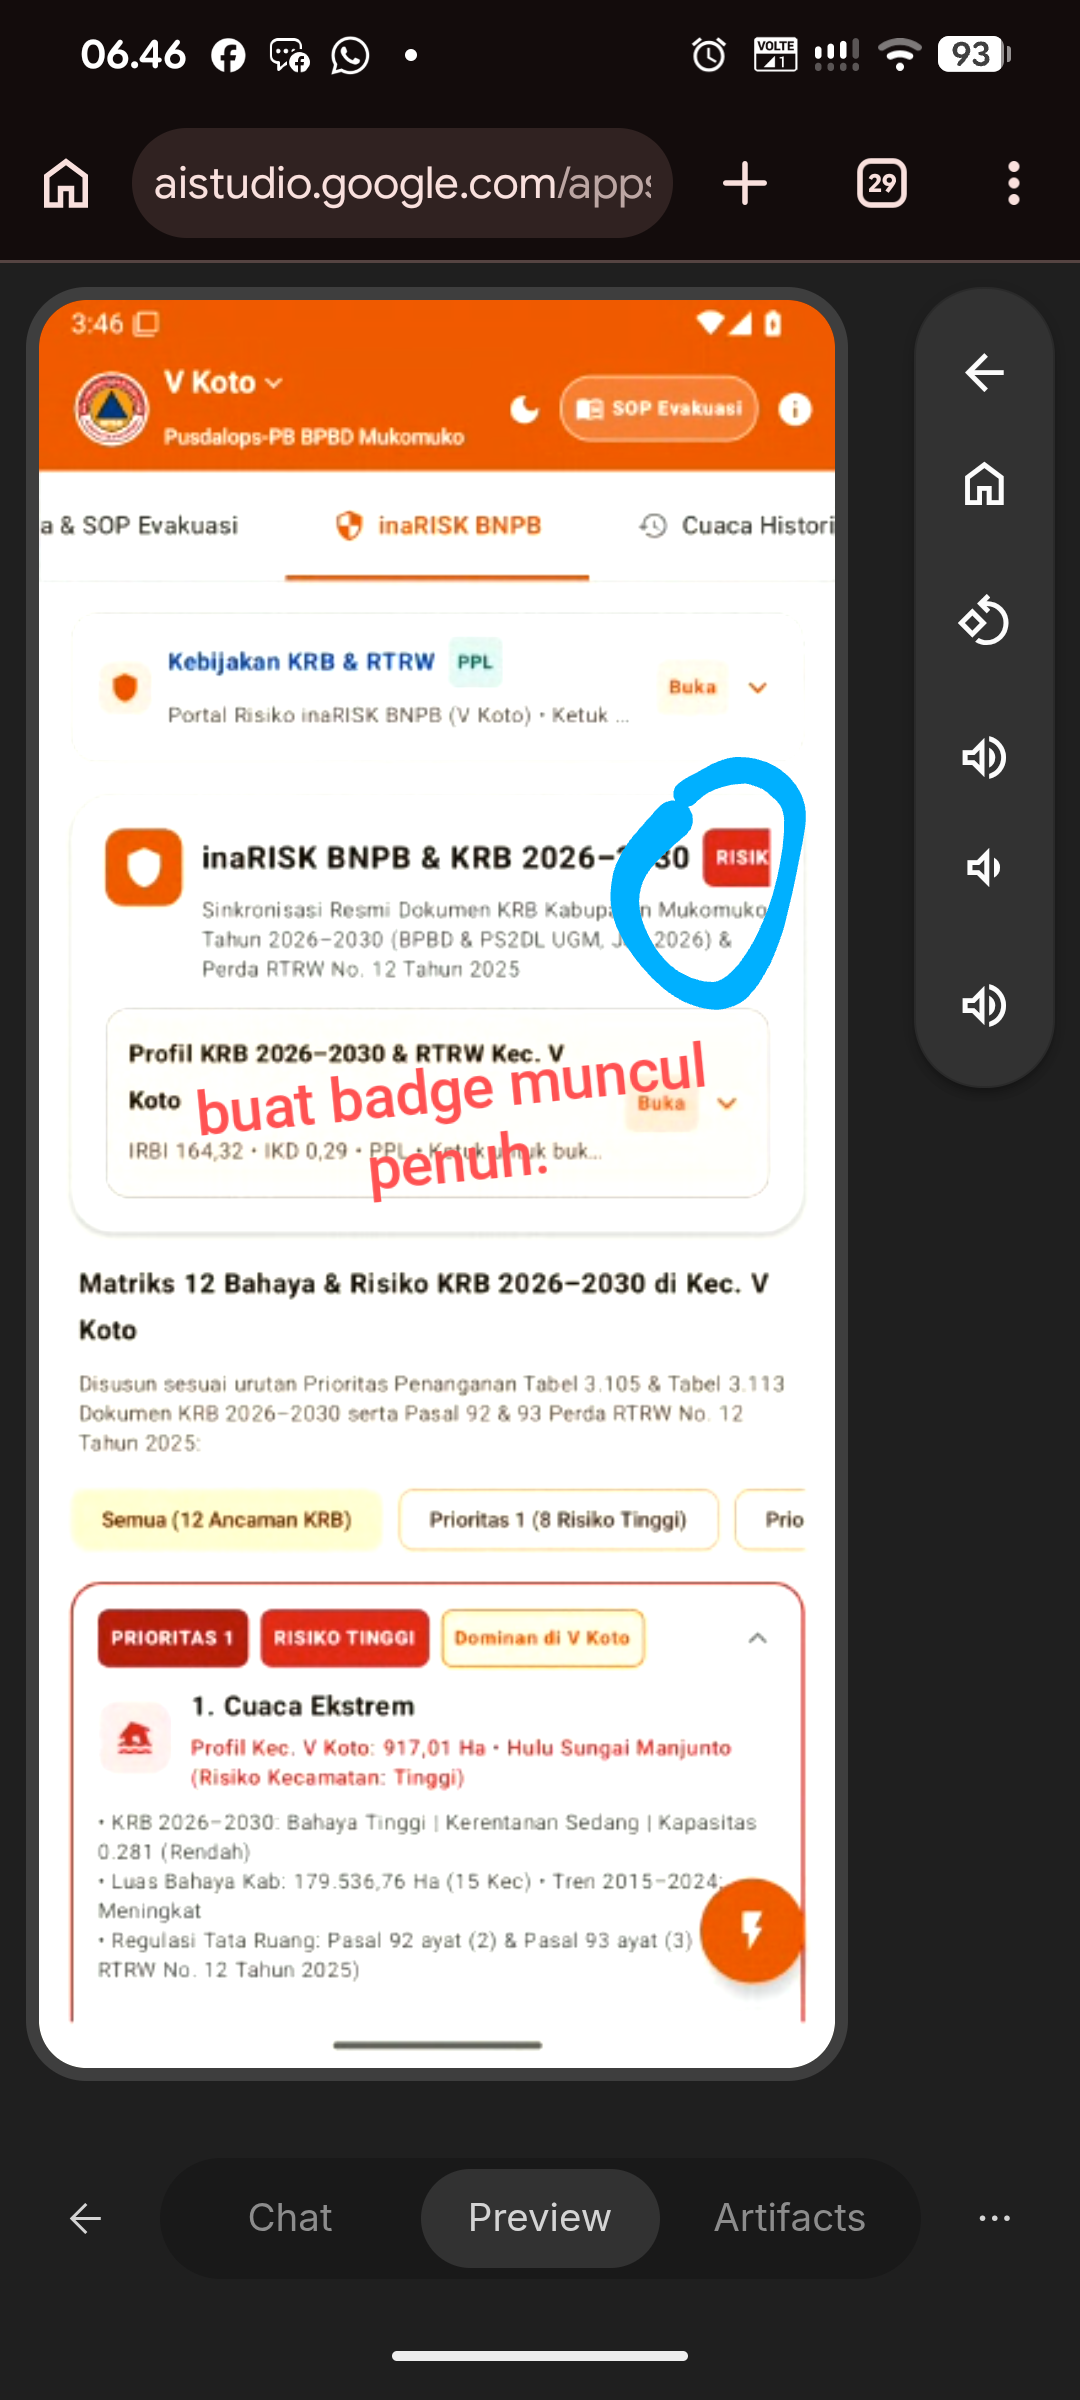 06.46
VOLTE
1
93
aistudio.google.com/apps
29
3:46
V Koto
Pusdalops-PB BPBD Mukomuko
SOP Evakuasi
a & SOP Evakuasi
inaRISK BNPB
Cuaca Histori
Kebijakan KRB & RTRW
PPL
Portal Risiko inaRISK BNPB (V Koto) • Ketuk ...
Buka
inaRISK BNPB & KRB 2026-2030
RISIK
Sinkronisasi Resmi Dokumen KRB Kabupaten Mukomuko
Tahun 2026-2030 (BPBD & PS2DL UGM, 2026) &
Perda RTRW No. 12 Tahun 2025
Profil KRB 2026-2030 & RTRW Kec. V
Koto
Buka
IRBI 164,32 • IKD 0,29 • PPL • Ketuk untuk buk...
buat badge muncul
penuh.
Matriks 12 Bahaya & Risiko KRB 2026-2030 di Kec. V
Koto
Disusun sesuai urutan Prioritas Penanganan Tabel 3.105 & Tabel 3.113
Dokumen KRB 2026-2030 serta Pasal 92 & 93 Perda RTRW No. 12
Tahun 2025:
Semua (12 Ancaman KRB)
Prioritas 1 (8 Risiko Tinggi)
Prio
PRIORITAS 1
RISIKO TINGGI
Dominan di V Koto
1. Cuaca Ekstrem
Profil Kec. V Koto: 917,01 Ha • Hulu Sungai Manjunto
(Risiko Kecamatan: Tinggi)
• KRB 2026-2030: Bahaya Tinggi | Kerentanan Sedang | Kapasitas
0.281 (Rendah)
• Luas Bahaya Kab: 179.536,76 Ha (15 Kec) • Tren 2015-2024:
Meningkat
• Regulasi Tata Ruang: Pasal 92 ayat (2) & Pasal 93 ayat (3)
RTRW No. 12 Tahun 2025)
Chat
Preview
Artifacts